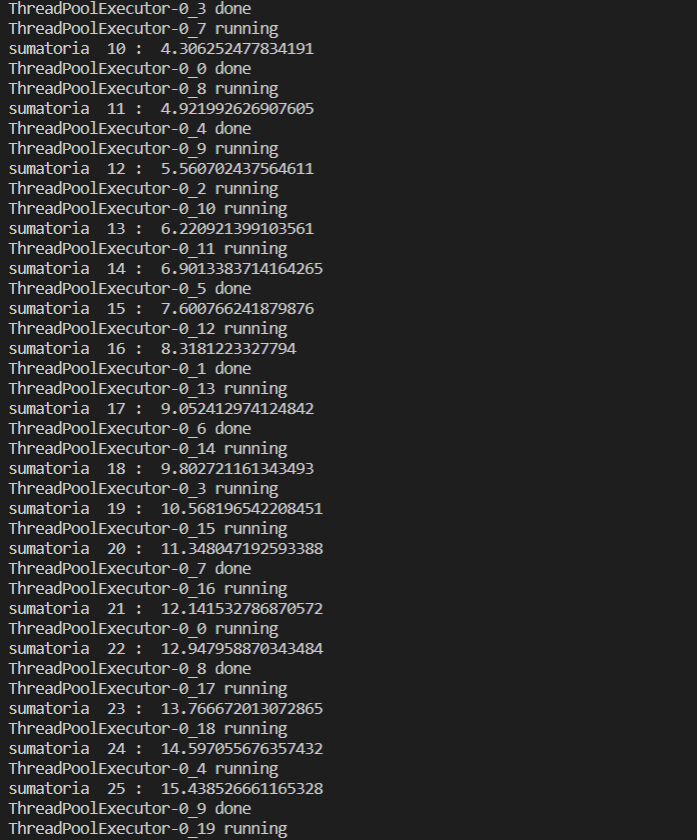 ThreadPoolExecutor-0_3 done
ThreadPoolExecutor-0_7 running
sumatoria  10 :  4.306252477834191
ThreadPoolExecutor-0_0 done
ThreadPoolExecutor-0_8 running
sumatoria  11 :  4.921992626907605
ThreadPoolExecutor-0_4 done
ThreadPoolExecutor-0_9 running
sumatoria  12 :  5.560702437564611
ThreadPoolExecutor-0_2 running
ThreadPoolExecutor-0_10 running
sumatoria  13 :  6.220921399103561
ThreadPoolExecutor-0_11 running
sumatoria  14 :  6.9013383714164265
ThreadPoolExecutor-0_5 done
sumatoria  15 :  7.600766241879876
ThreadPoolExecutor-0_12 running
sumatoria  16 :  8.3181223327794
ThreadPoolExecutor-0_1 done
ThreadPoolExecutor-0_13 running
sumatoria  17 :  9.052412974124842
ThreadPoolExecutor-0_6 done
ThreadPoolExecutor-0_14 running
sumatoria  18 :  9.802721161343493
ThreadPoolExecutor-0_3 running
sumatoria  19 :  10.568196542208451
ThreadPoolExecutor-0_15 running
sumatoria  20 :  11.348047192593388
ThreadPoolExecutor-0_7 done
ThreadPoolExecutor-0_16 running
sumatoria  21 :  12.141532786870572
ThreadPoolExecutor-0_0 running
sumatoria  22 :  12.947958870343484
ThreadPoolExecutor-0_8 done
ThreadPoolExecutor-0_17 running
sumatoria  23 :  13.766672013072865
ThreadPoolExecutor-0_18 running
sumatoria  24 :  14.597055676357432
ThreadPoolExecutor-0_4 running
sumatoria  25 :  15.438526661165328
ThreadPoolExecutor-0_9 done
ThreadPoolExecutor-0_19 running